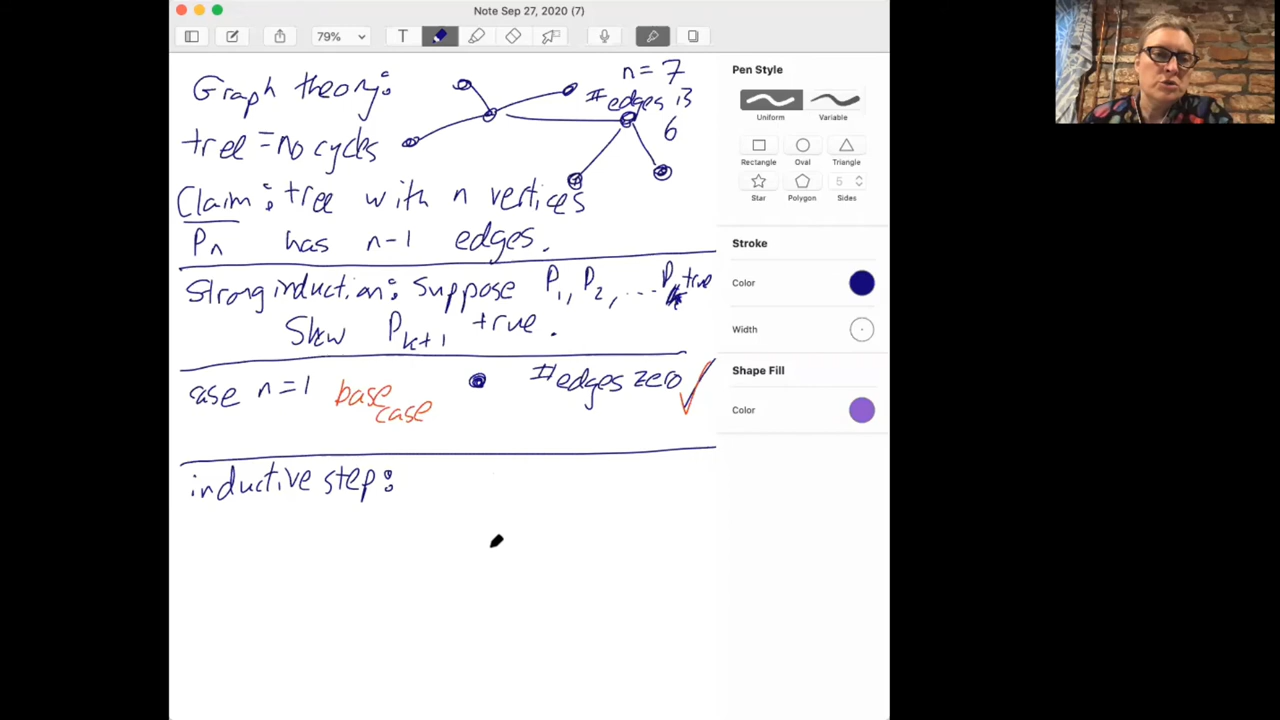 Note Sep 27, 2020 (7)
79%
T
Graph theory:
n = 7
# edges is
6
tree = no cycles
Claim: tree with n vertices
Pn has n-1 edges.
Strong induction: Suppose P1, P2, ... Pk true
Show Pk+1 true.
case n=1 base case
# edges zero ✓
inductive step:
Pen Style
Uniform Variable
Rectangle Oval Triangle
5
Star Polygon Sides
Stroke
Color
Width
Shape Fill
Color